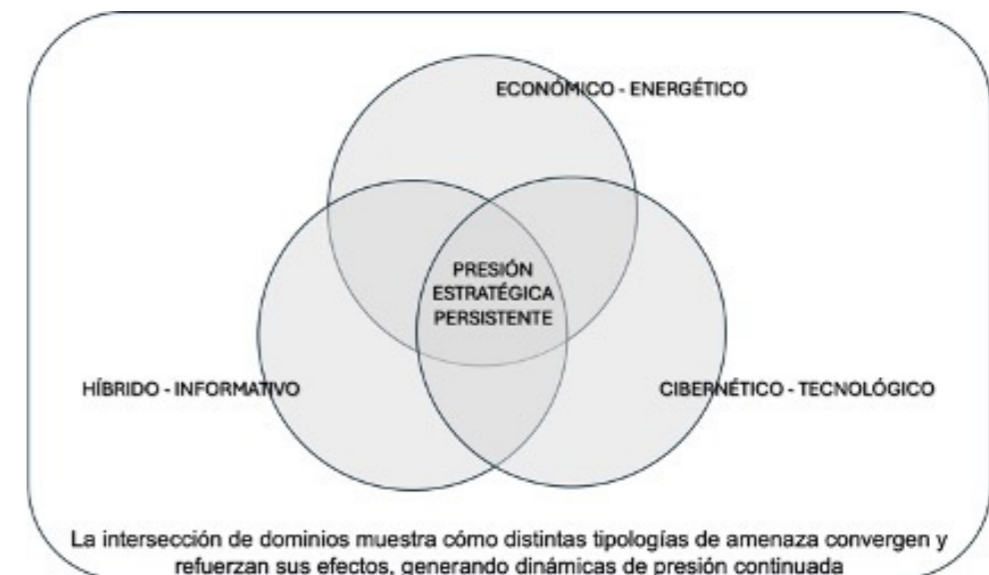 ECONÓMICO - ENERGÉTICO
PRESIÓN
ESTRATÉGICA
PERSISTENTE
HÍBRIDO - INFORMATIVO
CIBERNÉTICO - TECNOLÓGICO
La intersección de dominios muestra cómo distintas tipologías de amenaza convergen y
refuerzan sus efectos, generando dinámicas de presión continuada